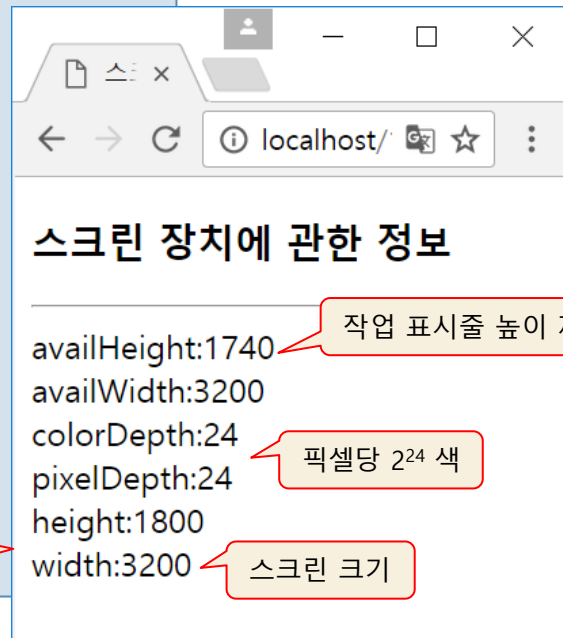 localhost/
스크린 장치에 관한 정보
availHeight:1740
작업 표시줄 높이
availWidth:3200
colorDepth:24
픽셀당 2²⁴ 색
pixelDepth:24
height:1800
width:3200
스크린 크기